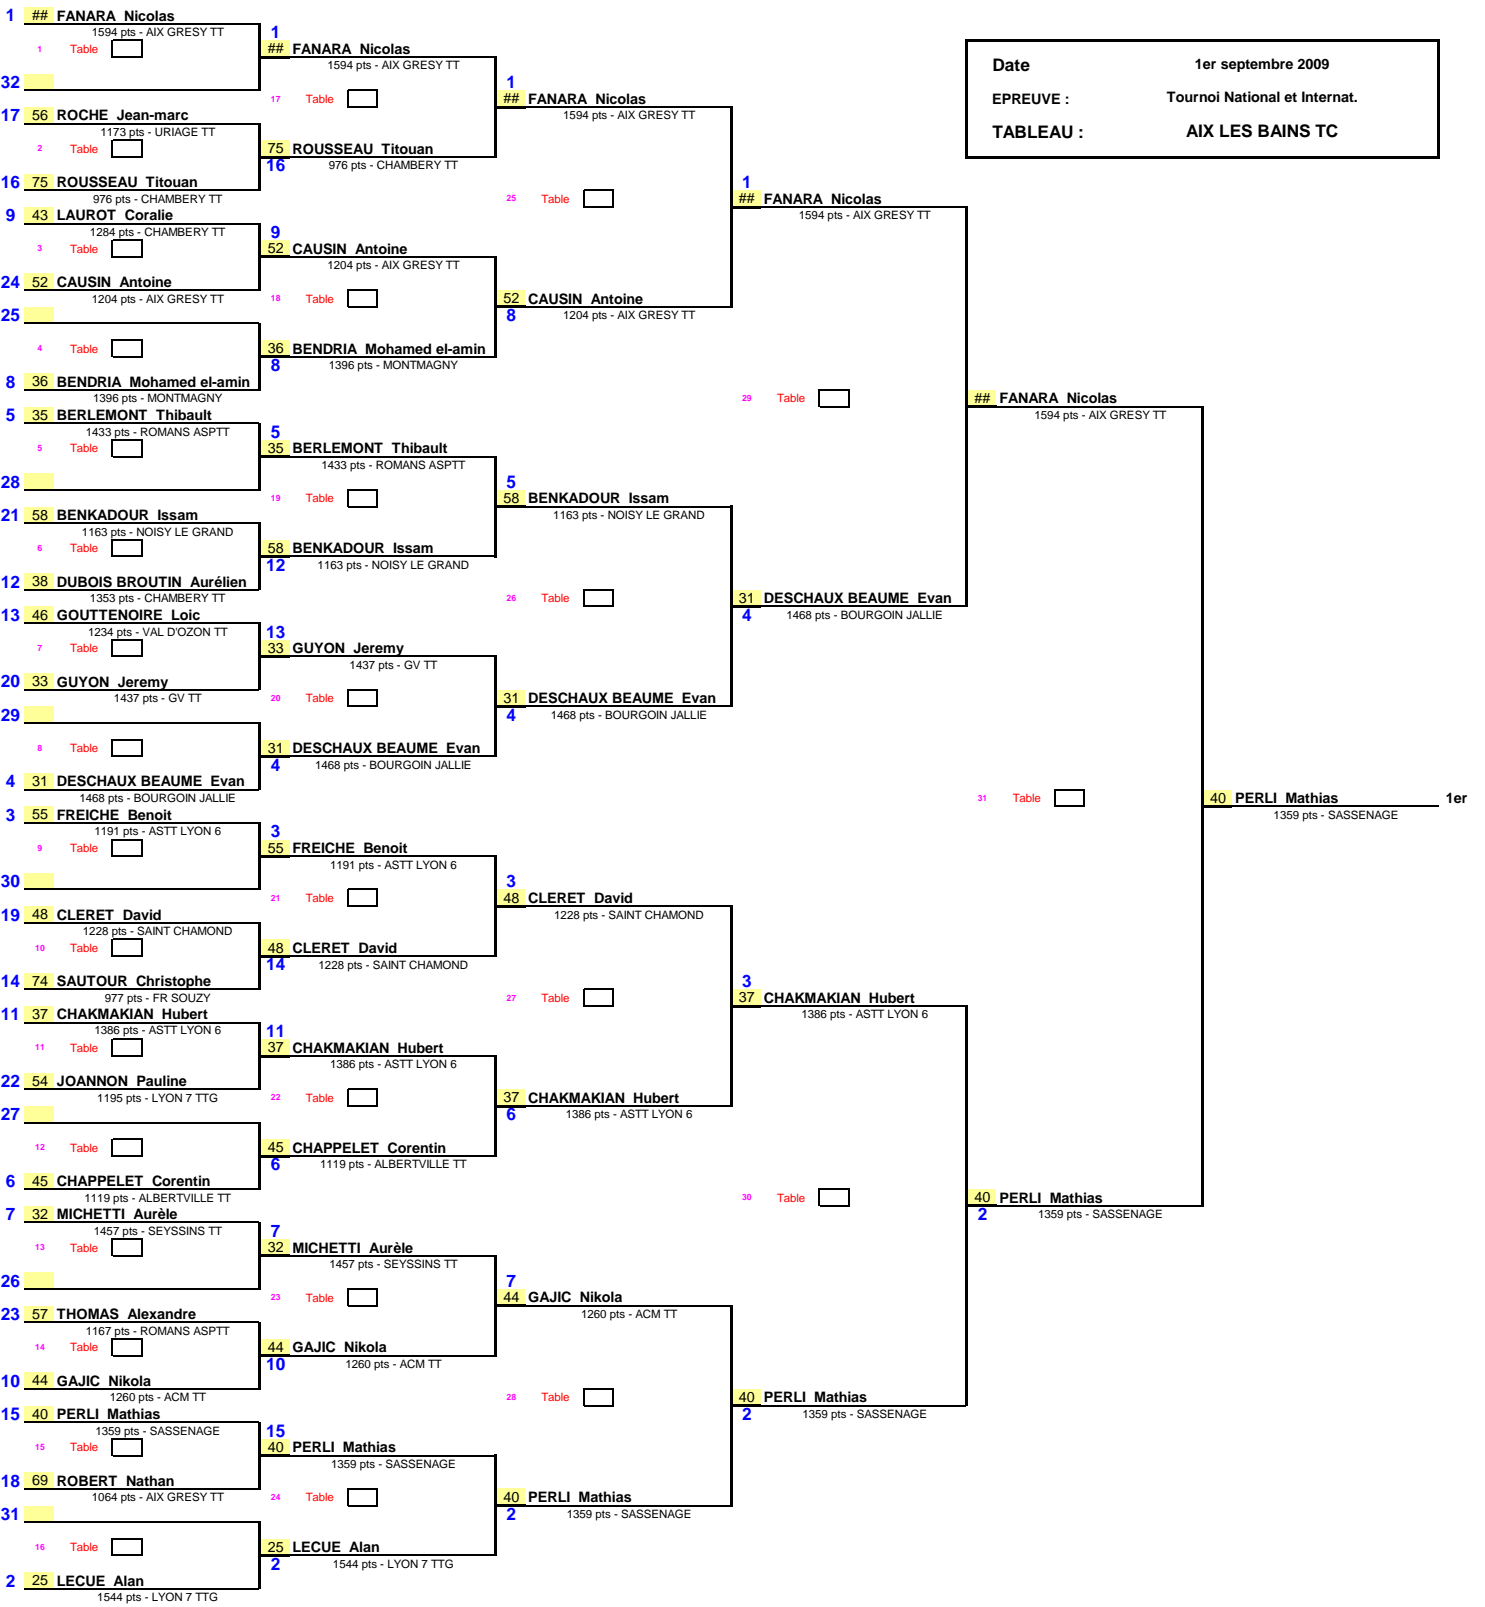 1 ## FANARA Nicolas
1594 pts - AIX GRESY TT
1 Table
32
17 56 ROCHE Jean-marc
1173 pts - URIAGE TT
2 Table
16 75 ROUSSEAU Titouan
976 pts - CHAMBERY TT
9 43 LAUROT Coralie
1284 pts - CHAMBERY TT
3 Table
24 52 CAUSIN Antoine
1204 pts - AIX GRESY TT
25
4 Table
8 36 BENDRIA Mohamed el-amin
1396 pts - MONTMAGNY
5 35 BERLEMONT Thibault
1433 pts - ROMANS ASPTT
5 Table
28
21 58 BENKADOUR Issam
1163 pts - NOISY LE GRAND
6 Table
12 38 DUBOIS BROUTIN Aurélien
1353 pts - CHAMBERY TT
13 46 GOUTTENOIRE Loic
1234 pts - VAL D'OZON TT
7 Table
20 33 GUYON Jeremy
1437 pts - GV TT
29
8 Table
4 31 DESCHAUX BEAUME Evan
1468 pts - BOURGOIN JALLIE
3 55 FREICHE Benoit
1191 pts - ASTT LYON 6
9 Table
30
19 48 CLERET David
1228 pts - SAINT CHAMOND
10 Table
14 74 SAUTOUR Christophe
977 pts - FR SOUZY
11 37 CHAKMAKIAN Hubert
1386 pts - ASTT LYON 6
11 Table
22 54 JOANNON Pauline
1195 pts - LYON 7 TTG
27
12 Table
6 45 CHAPPELET Corentin
1119 pts - ALBERTVILLE TT
7 32 MICHETTI Aurèle
1457 pts - SEYSSINS TT
13 Table
26
23 57 THOMAS Alexandre
1167 pts - ROMANS ASPTT
14 Table
10 44 GAJIC Nikola
1260 pts - ACM TT
15 40 PERLI Mathias
1359 pts - SASSENAGE
15 Table
18 69 ROBERT Nathan
1064 pts - AIX GRESY TT
31
16 Table
2 25 LECUE Alan
1544 pts - LYON 7 TTG
1
## FANARA Nicolas
1594 pts - AIX GRESY TT
17 Table
75 ROUSSEAU Titouan
16 976 pts - CHAMBERY TT
9
52 CAUSIN Antoine
1204 pts - AIX GRESY TT
18 Table
36 BENDRIA Mohamed el-amin
8 1396 pts - MONTMAGNY
5
35 BERLEMONT Thibault
1433 pts - ROMANS ASPTT
19 Table
58 BENKADOUR Issam
12 1163 pts - NOISY LE GRAND
13
33 GUYON Jeremy
1437 pts - GV TT
20 Table
31 DESCHAUX BEAUME Evan
4 1468 pts - BOURGOIN JALLIE
3
55 FREICHE Benoit
1191 pts - ASTT LYON 6
21 Table
48 CLERET David
14 1228 pts - SAINT CHAMOND
11
37 CHAKMAKIAN Hubert
1386 pts - ASTT LYON 6
22 Table
45 CHAPPELET Corentin
6 1119 pts - ALBERTVILLE TT
7
32 MICHETTI Aurèle
1457 pts - SEYSSINS TT
23 Table
44 GAJIC Nikola
10 1260 pts - ACM TT
15
40 PERLI Mathias
1359 pts - SASSENAGE
24 Table
25 LECUE Alan
2 1544 pts - LYON 7 TTG
1
## FANARA Nicolas
1594 pts - AIX GRESY TT
25 Table
52 CAUSIN Antoine
8 1204 pts - AIX GRESY TT
5
58 BENKADOUR Issam
1163 pts - NOISY LE GRAND
26 Table
31 DESCHAUX BEAUME Evan
4 1468 pts - BOURGOIN JALLIE
3
48 CLERET David
1228 pts - SAINT CHAMOND
27 Table
37 CHAKMAKIAN Hubert
6 1386 pts - ASTT LYON 6
7
44 GAJIC Nikola
1260 pts - ACM TT
28 Table
40 PERLI Mathias
2 1359 pts - SASSENAGE
1
## FANARA Nicolas
1594 pts - AIX GRESY TT
29 Table
31 DESCHAUX BEAUME Evan
4 1468 pts - BOURGOIN JALLIE
3
37 CHAKMAKIAN Hubert
1386 pts - ASTT LYON 6
30 Table
40 PERLI Mathias
2 1359 pts - SASSENAGE
Date 1er septembre 2009
EPREUVE : Tournoi National et Internat.
TABLEAU : AIX LES BAINS TC
## FANARA Nicolas
1594 pts - AIX GRESY TT
31 Table
40 PERLI Mathias
2 1359 pts - SASSENAGE
40 PERLI Mathias 1er
1359 pts - SASSENAGE